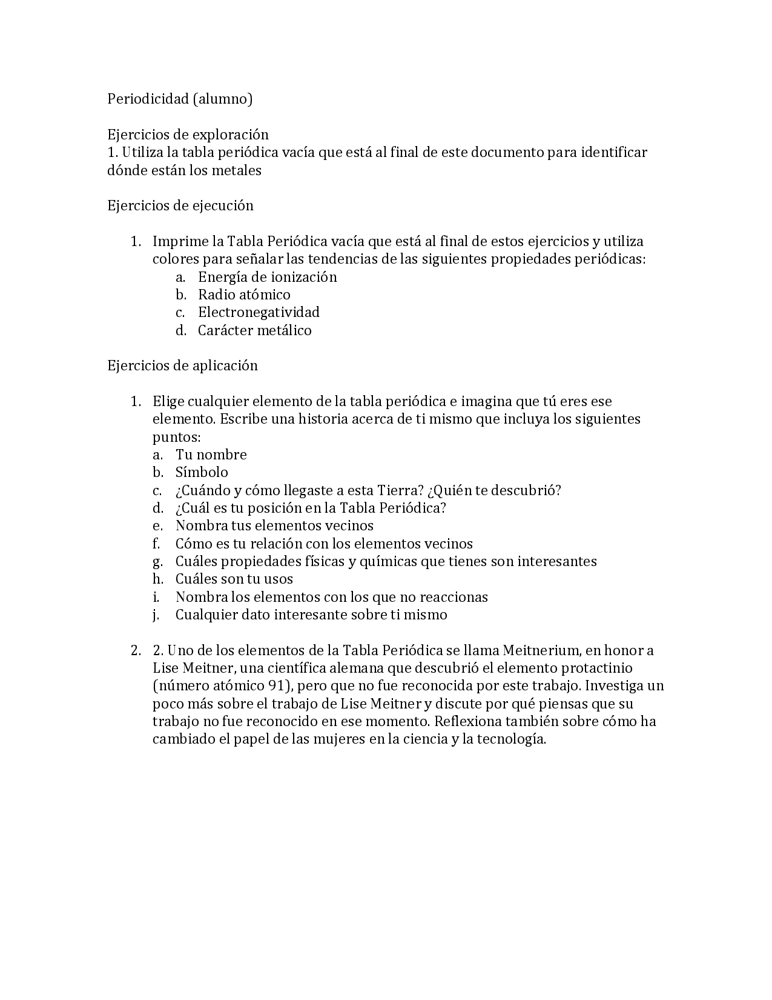 Periodicidad (alumno)
Ejercicios de exploración
1. Utiliza la tabla periódica vacía que está al final de este documento para identificar
dónde están los metales
Ejercicios de ejecución
1. Imprime la Tabla Periódica vacía que está al final de estos ejercicios y utiliza
colores para señalar las tendencias de las siguientes propiedades periódicas:
a. Energía de ionización
b. Radio atómico
c. Electronegatividad
d. Carácter metálico
Ejercicios de aplicación
1. Elige cualquier elemento de la tabla periódica e imagina que tú eres ese
elemento. Escribe una historia acerca de ti mismo que incluya los siguientes
puntos:
a. Tu nombre
b. Símbolo
c. ¿Cuándo y cómo llegaste a esta Tierra? ¿Quién te descubrió?
d. ¿Cuál es tu posición en la Tabla Periódica?
e. Nombra tus elementos vecinos
f. Cómo es tu relación con los elementos vecinos
g. Cuáles propiedades físicas y químicas que tienes son interesantes
h. Cuáles son tu usos
i. Nombra los elementos con los que no reaccionas
j. Cualquier dato interesante sobre ti mismo
2. 2. Uno de los elementos de la Tabla Periódica se llama Meitnerium, en honor a
Lise Meitner, una científica alemana que descubrió el elemento protactinio
(número atómico 91), pero que no fue reconocida por este trabajo. Investiga un
poco más sobre el trabajo de Lise Meitner y discute por qué piensas que su
trabajo no fue reconocido en ese momento. Reflexiona también sobre cómo ha
cambiado el papel de las mujeres en la ciencia y la tecnología.